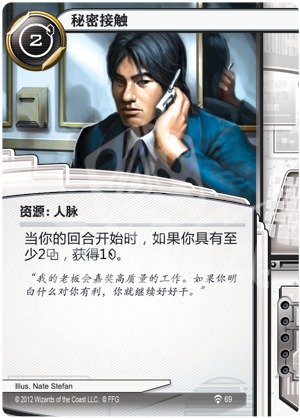 2
秘密接触
资源: 人脉
当你的回合开始时，如果你具有至
少2，获得1。
“我的老板会嘉奖高质量的工作。如果你明
白什么对你有利，你就继续好好干。”
Illus. Nate Stefan
© 2012 Wizards of the Coast LLC. © FFG
69